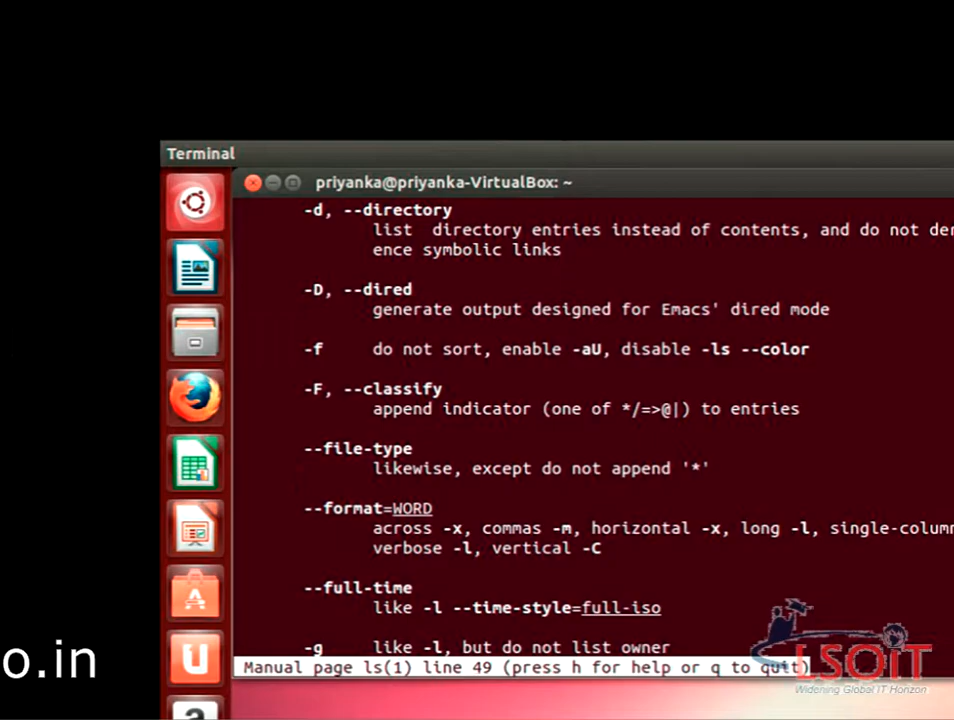 Terminal
priyanka@priyanka-VirtualBox: ~
-d, --directory
list directory entries instead of contents, and do not der
ence symbolic links
-D, --dired
generate output designed for Emacs' dired mode
-f do not sort, enable -aU, disable -ls --color
-F, --classify
append indicator (one of */=>@|) to entries
--file-type
likewise, except do not append '*'
--format=WORD
across -x, commas -m, horizontal -x, long -l, single-column
verbose -l, vertical -C
--full-time
like -l --time-style=full-iso
-g like -l, but do not list owner
Manual page ls(1) line 49 (press h for help or q to quit)
o.in
LSOIT
Widening Global IT Horizon